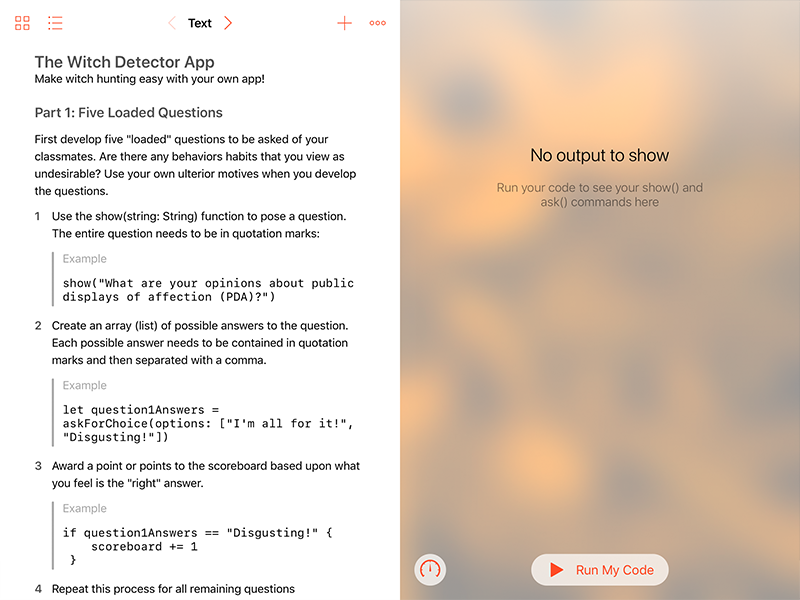 Text
The Witch Detector App
Make witch hunting easy with your own app!
Part 1: Five Loaded Questions
First develop five "loaded" questions to be asked of your
classmates. Are there any behaviors habits that you view as
undesirable? Use your own ulterior motives when you develop
the questions.
1 Use the show(string: String) function to pose a question.
The entire question needs to be in quotation marks:
Example
show("What are your opinions about public
displays of affection (PDA)?")
2 Create an array (list) of possible answers to the question.
Each possible answer needs to be contained in quotation
marks and then separated with a comma.
Example
let question1Answers =
askForChoice(options: ["I'm all for it!",
"Disgusting!"])
3 Award a point or points to the scoreboard based upon what
you feel is the "right" answer.
Example
if question1Answers == "Disgusting!" {
scoreboard += 1
}
4 Repeat this process for all remaining questions
No output to show
Run your code to see your show() and
ask() commands here
Run My Code